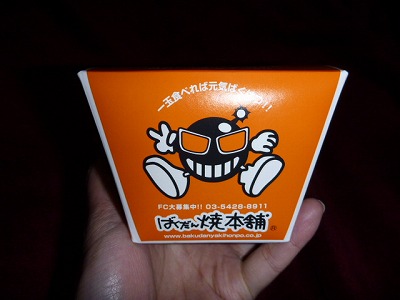 一玉食べれば元気ばくはつ!!
FC大募集中!! 03-5428-8911
ばくだん焼本舗®
www.bakudanyakihonpo.co.jp